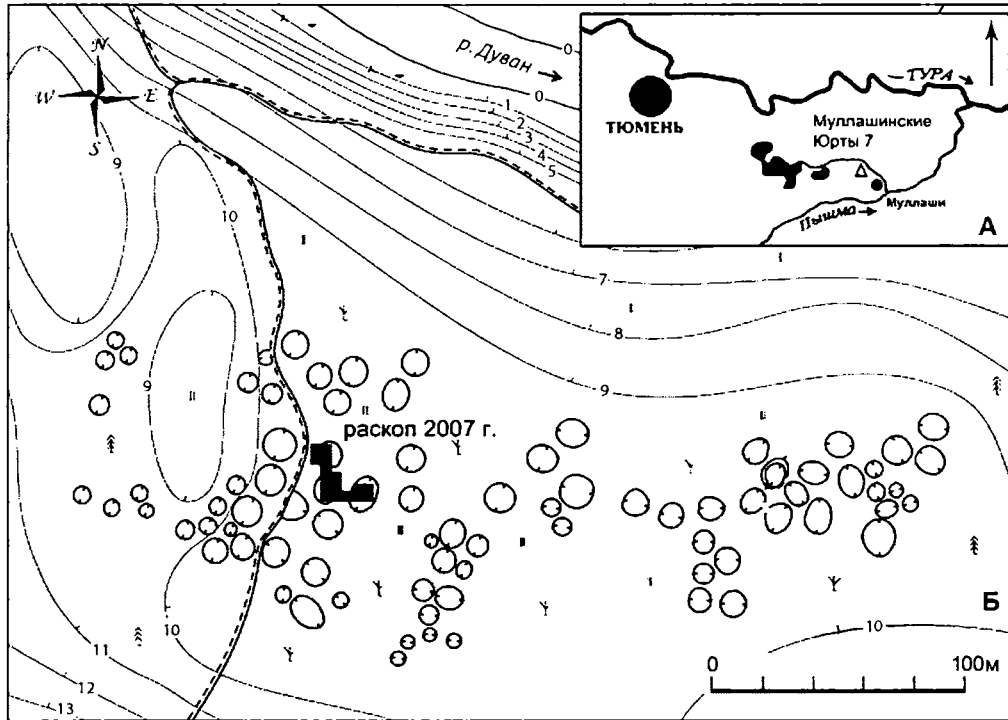 N
W E
S
р. Дуван
0
0
1
2
3
4
5
7
8
9
9
10
9
раскоп 2007 г.
10
11
12
13
10
Б
0 100м
ТУРА
ТЮМЕНЬ
Муллашинские
Юрты 7
Муллаши
Пышма
А